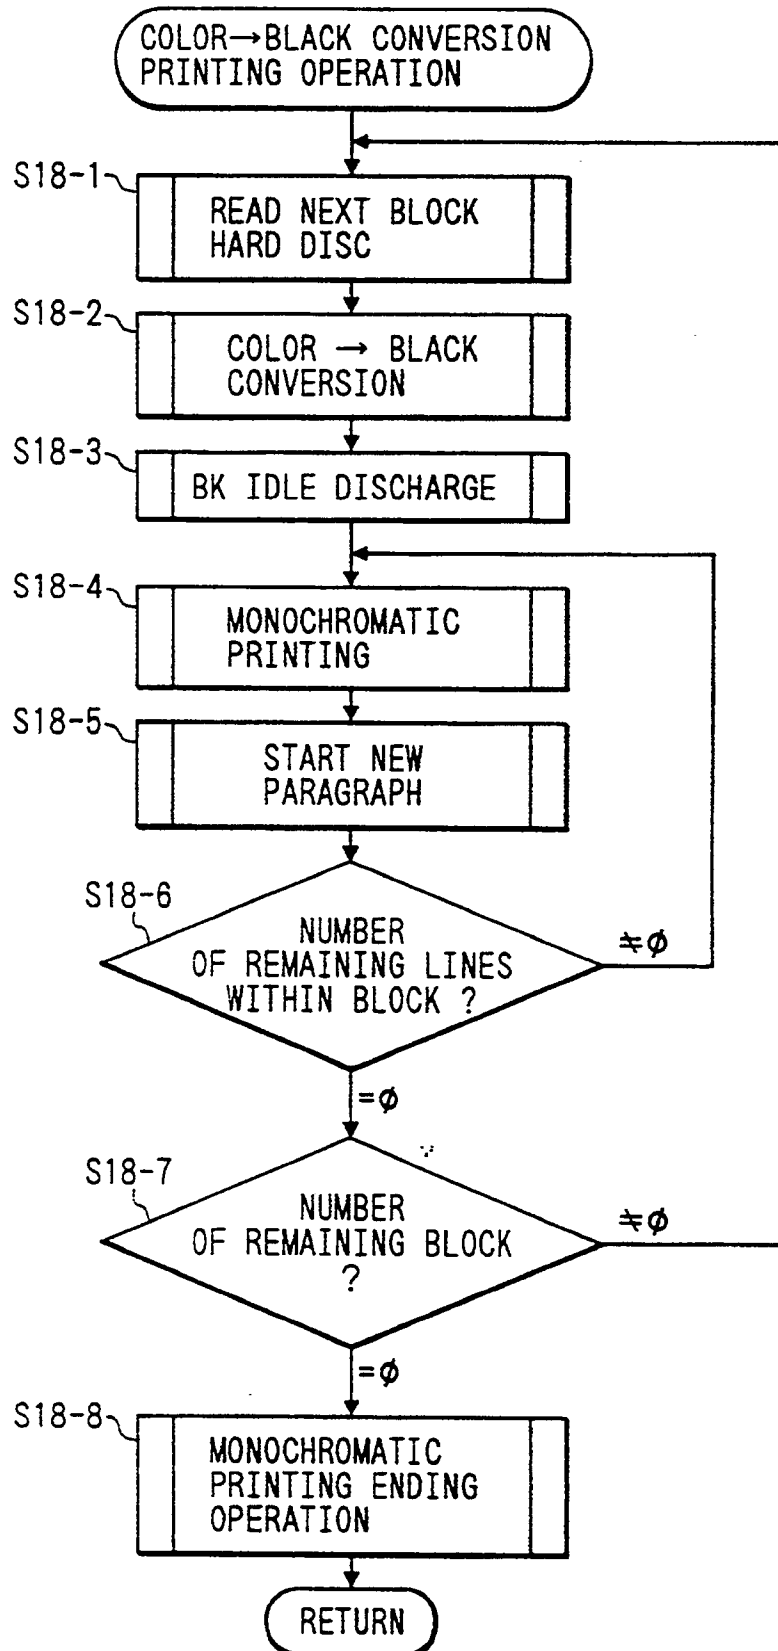 COLOR→BLACK CONVERSION
PRINTING OPERATION
S18-1
READ NEXT BLOCK
HARD DISC
S18-2
COLOR → BLACK
CONVERSION
S18-3
BK IDLE DISCHARGE
S18-4
MONOCHROMATIC
PRINTING
S18-5
START NEW
PARAGRAPH
S18-6
NUMBER
OF REMAINING LINES
WITHIN BLOCK ?
≠φ
=φ
S18-7
NUMBER
OF REMAINING BLOCK
?
≠φ
=φ
S18-8
MONOCHROMATIC
PRINTING ENDING
OPERATION
RETURN